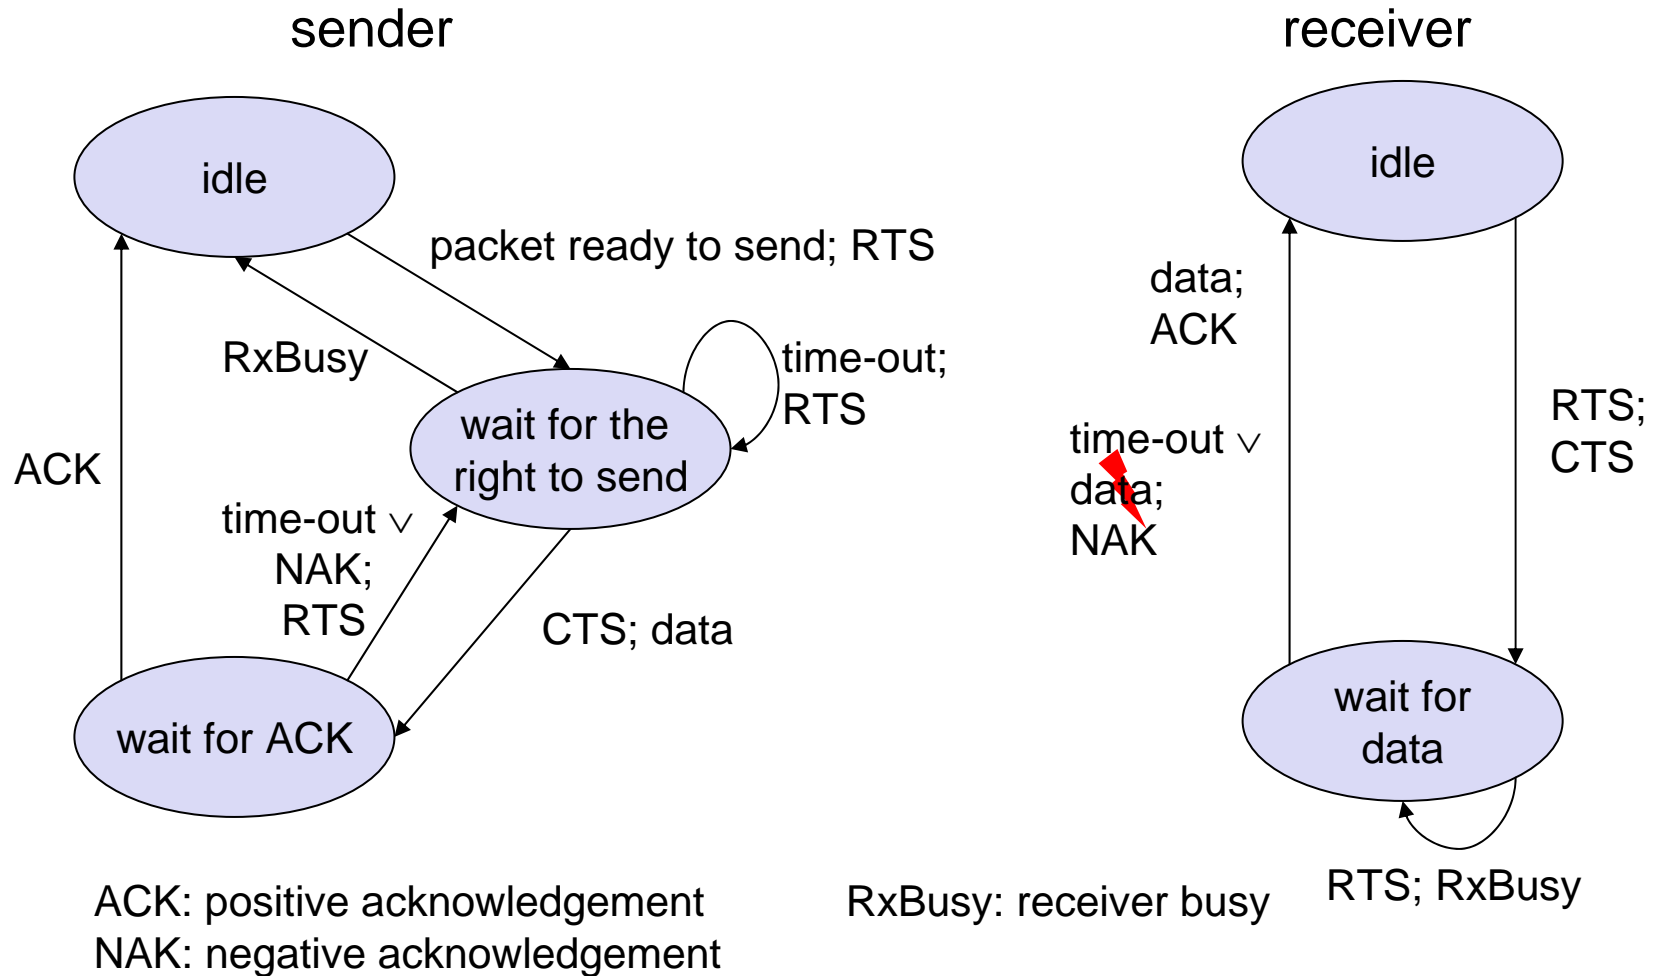 sender
receiver
idle
idle
packet ready to send; RTS
data;
ACK
RxBusy
time-out;
RTS
RTS;
CTS
wait for the
right to send
time-out ∨
data;
NAK
ACK
time-out ∨
NAK;
RTS
CTS; data
wait for ACK
wait for
data
RTS; RxBusy
ACK: positive acknowledgement
RxBusy: receiver busy
NAK: negative acknowledgement